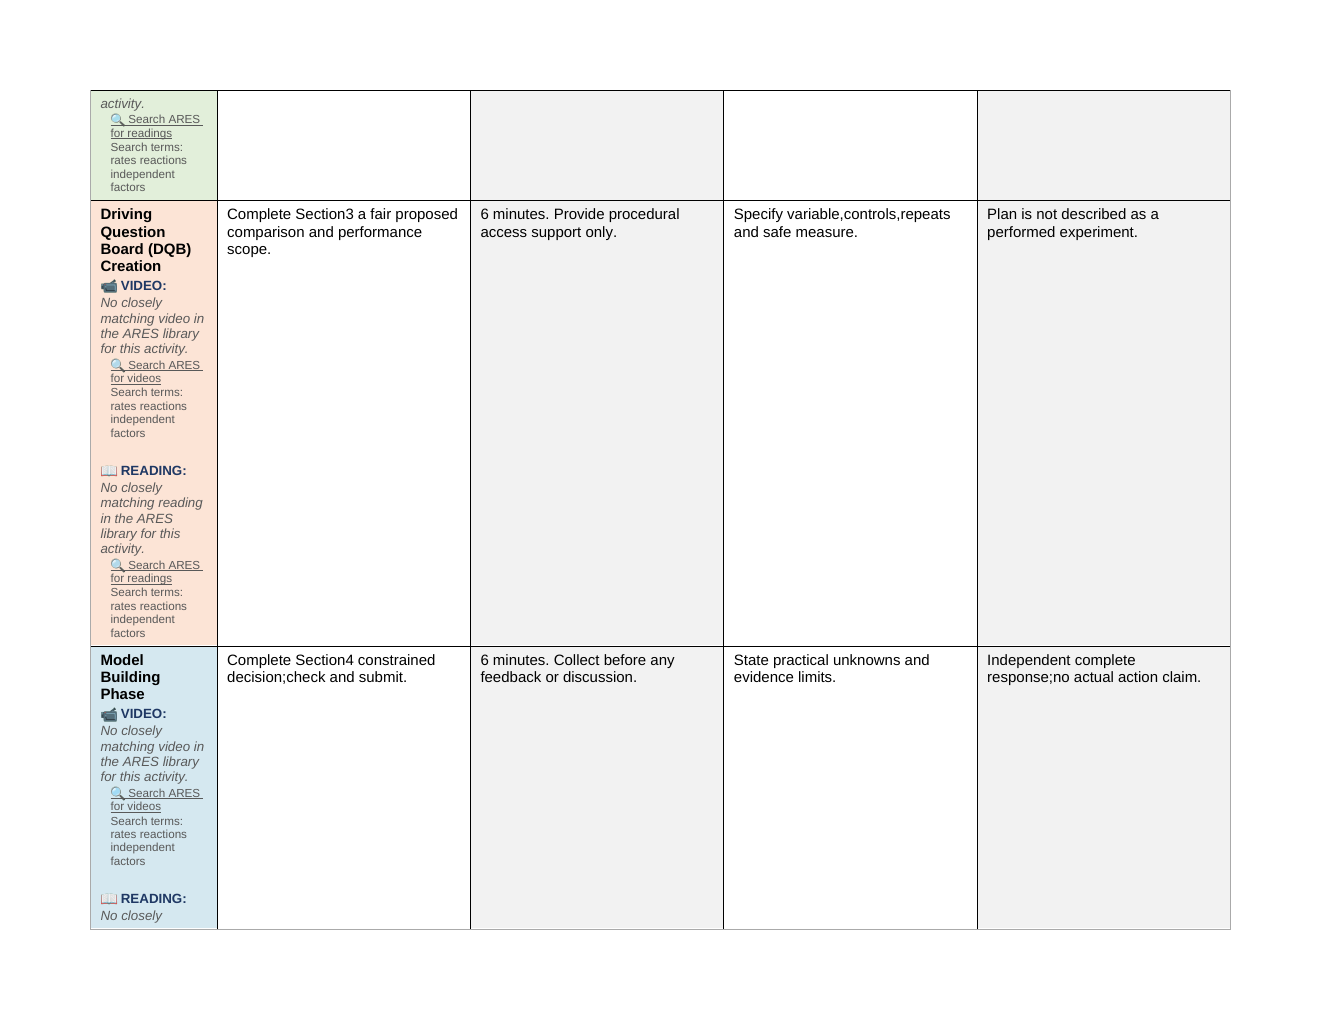 activity.
🔍 Search ARES
for readings
Search terms:
rates reactions
independent
factors
Driving
Question
Board (DQB)
Creation
📹 VIDEO:
No closely
matching video in
the ARES library
for this activity.
🔍 Search ARES
for videos
Search terms:
rates reactions
independent
factors
📖 READING:
No closely
matching reading
in the ARES
library for this
activity.
🔍 Search ARES
for readings
Search terms:
rates reactions
independent
factors
Complete Section3 a fair proposed
comparison and performance
scope.
6 minutes. Provide procedural
access support only.
Specify variable,controls,repeats
and safe measure.
Plan is not described as a
performed experiment.
Model
Building
Phase
📹 VIDEO:
No closely
matching video in
the ARES library
for this activity.
🔍 Search ARES
for videos
Search terms:
rates reactions
independent
factors
📖 READING:
No closely
Complete Section4 constrained
decision;check and submit.
6 minutes. Collect before any
feedback or discussion.
State practical unknowns and
evidence limits.
Independent complete
response;no actual action claim.